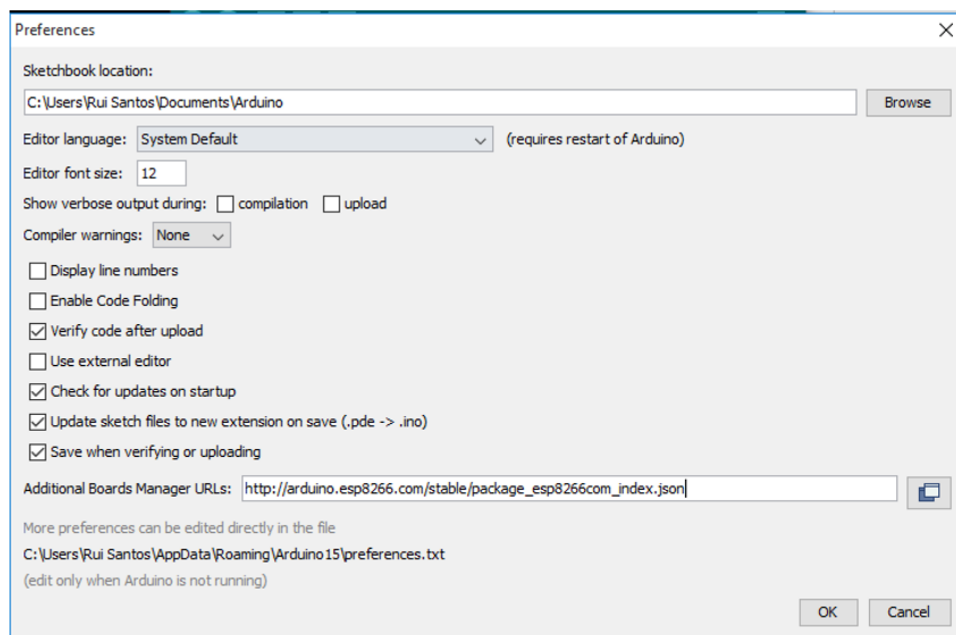 Preferences
Sketchbook location:
C:\Users\Rui Santos\Documents\Arduino Browse
Editor language: System Default (requires restart of Arduino)
Editor font size: 12
Show verbose output during: compilation upload
Compiler warnings: None
Display line numbers
Enable Code Folding
Verify code after upload
Use external editor
Check for updates on startup
Update sketch files to new extension on save (.pde -> .ino)
Save when verifying or uploading
Additional Boards Manager URLs: http://arduino.esp8266.com/stable/package_esp8266com_index.json
More preferences can be edited directly in the file
C:\Users\Rui Santos\AppData\Roaming\Arduino15\preferences.txt
(edit only when Arduino is not running)
OK Cancel